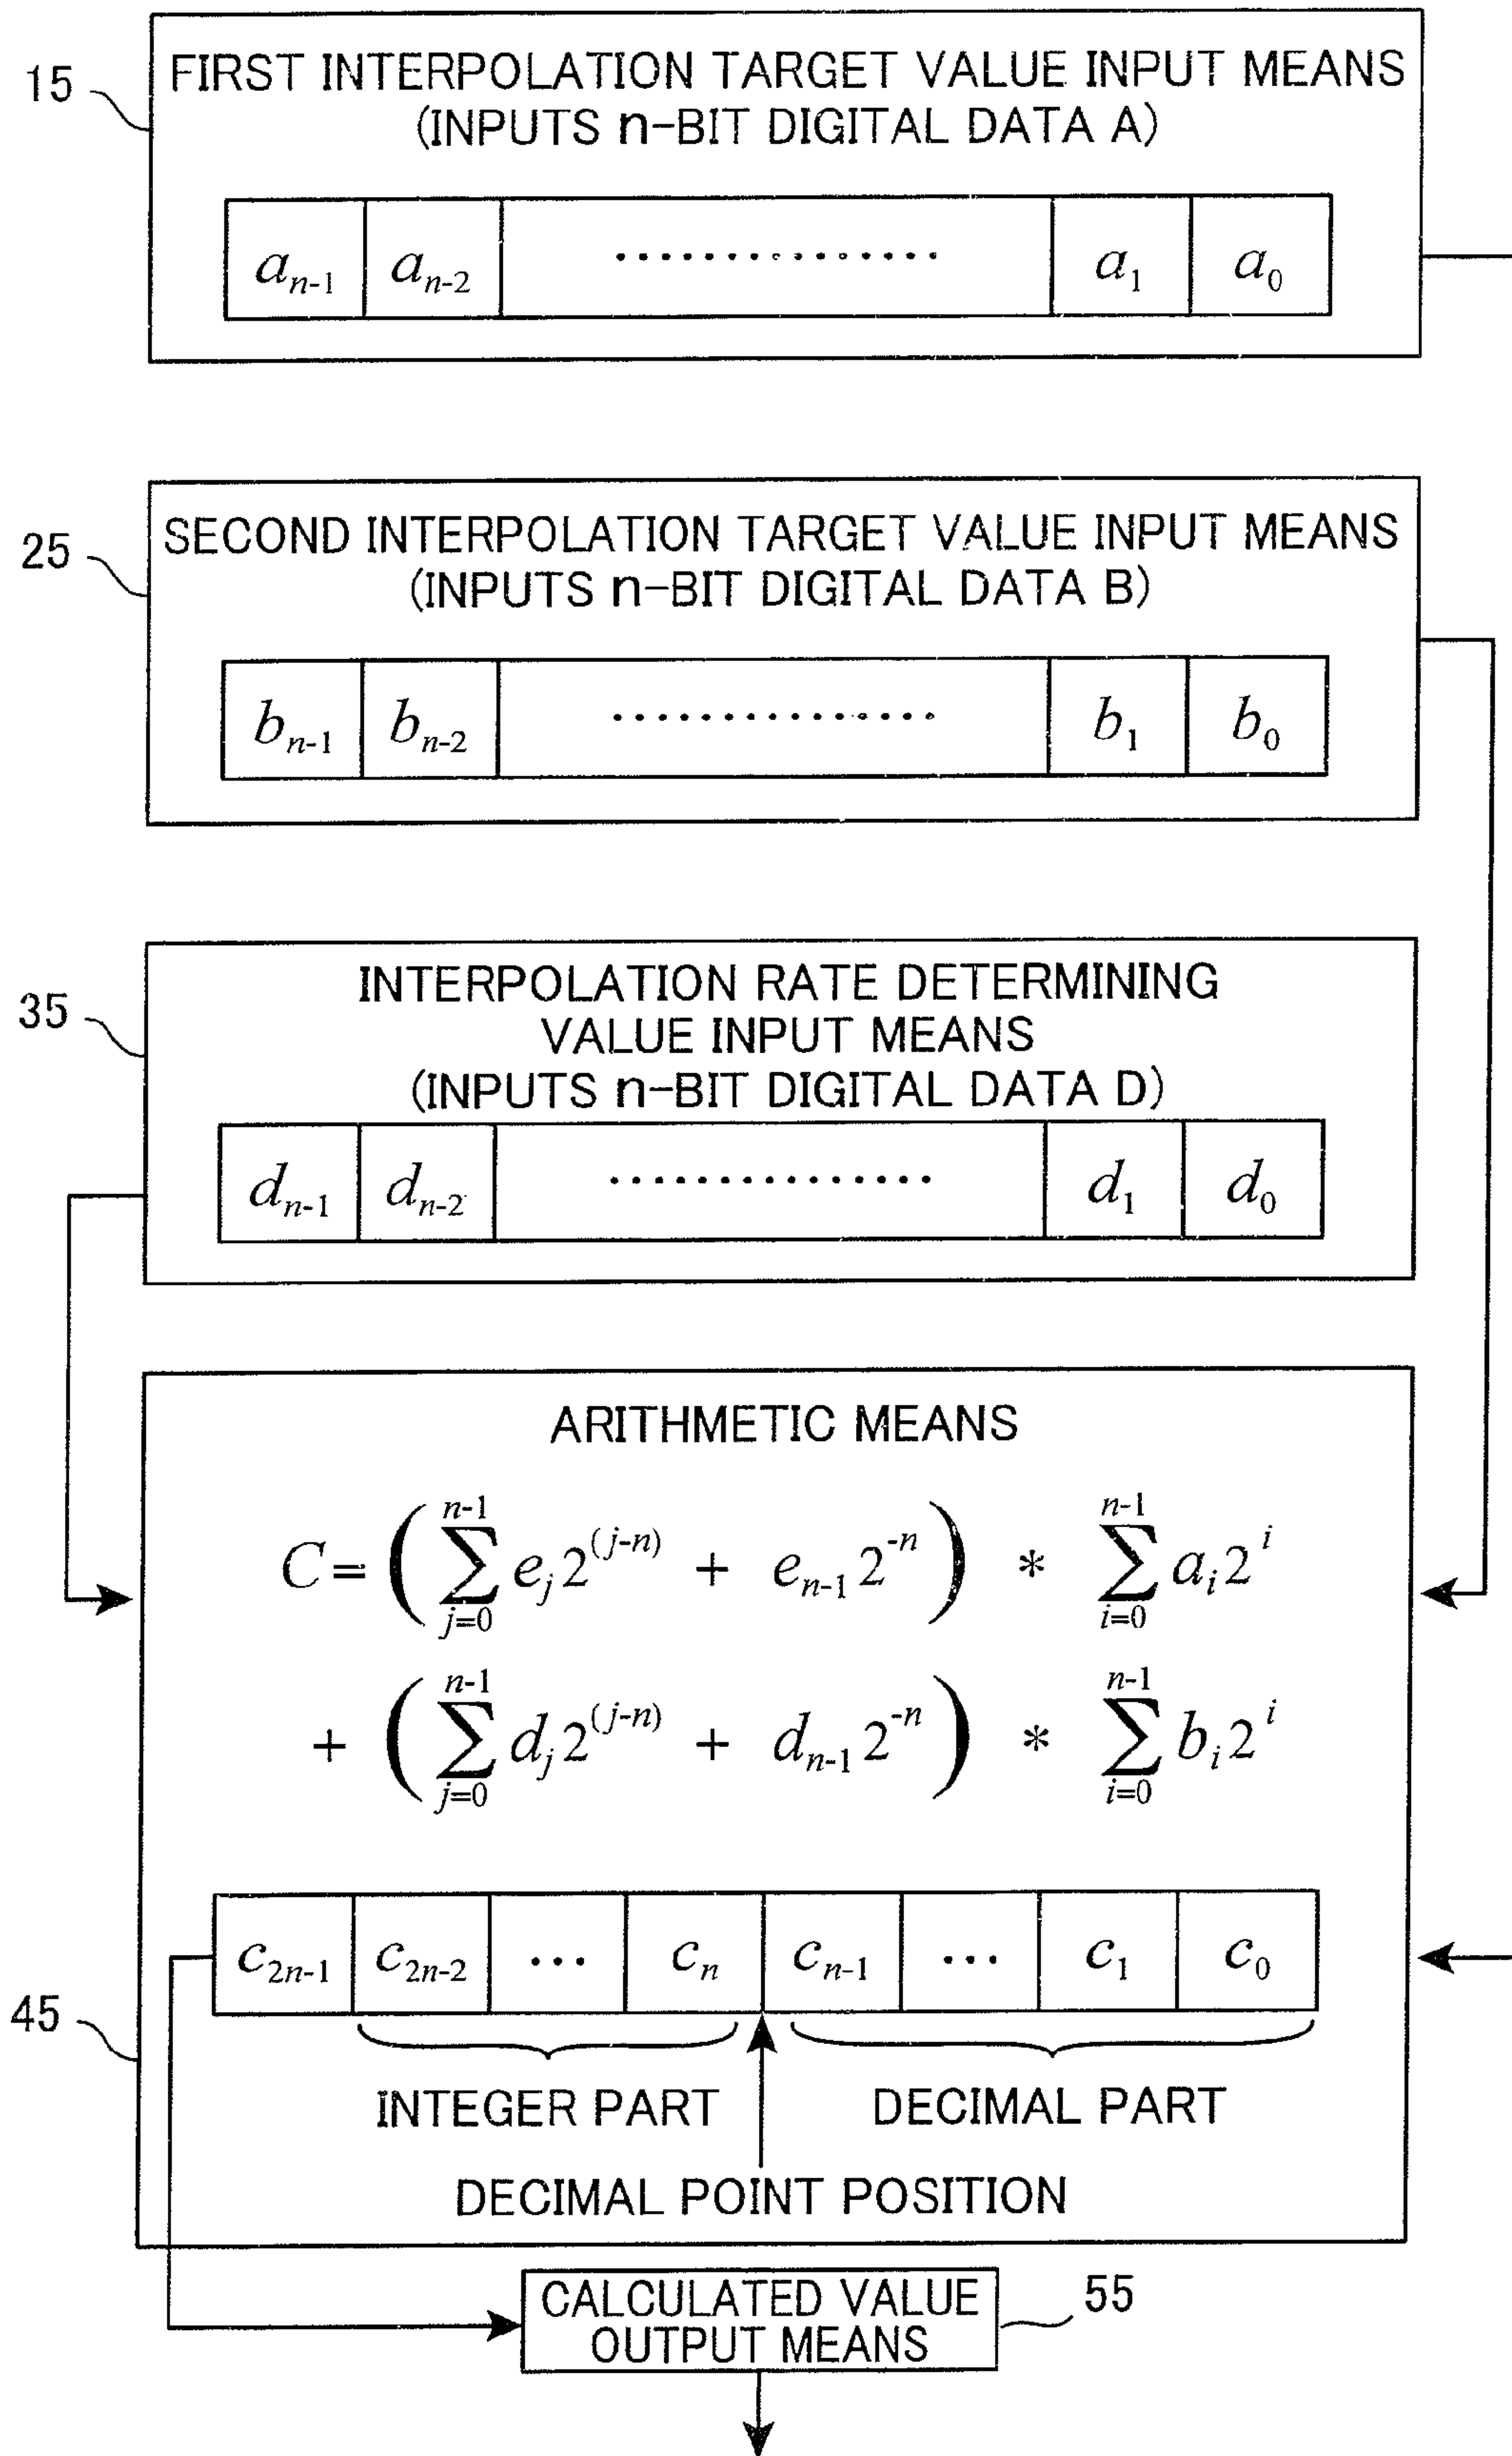 15
FIRST INTERPOLATION TARGET VALUE INPUT MEANS
(INPUTS n-BIT DIGITAL DATA A)
a_{n-1} a_{n-2} ............... a_1 a_0
25
SECOND INTERPOLATION TARGET VALUE INPUT MEANS
(INPUTS n-BIT DIGITAL DATA B)
b_{n-1} b_{n-2} ............... b_1 b_0
35
INTERPOLATION RATE DETERMINING
VALUE INPUT MEANS
(INPUTS n-BIT DIGITAL DATA D)
d_{n-1} d_{n-2} ............... d_1 d_0
ARITHMETIC MEANS
C = ( \sum_{j=0}^{n-1} e_j 2^{(j-n)} + e_{n-1} 2^{-n} ) * \sum_{i=0}^{n-1} a_i 2^i
+ ( \sum_{j=0}^{n-1} d_j 2^{(j-n)} + d_{n-1} 2^{-n} ) * \sum_{i=0}^{n-1} b_i 2^i
c_{2n-1} c_{2n-2} ... c_n c_{n-1} ... c_1 c_0
45
INTEGER PART DECIMAL PART
DECIMAL POINT POSITION
CALCULATED VALUE
OUTPUT MEANS
55